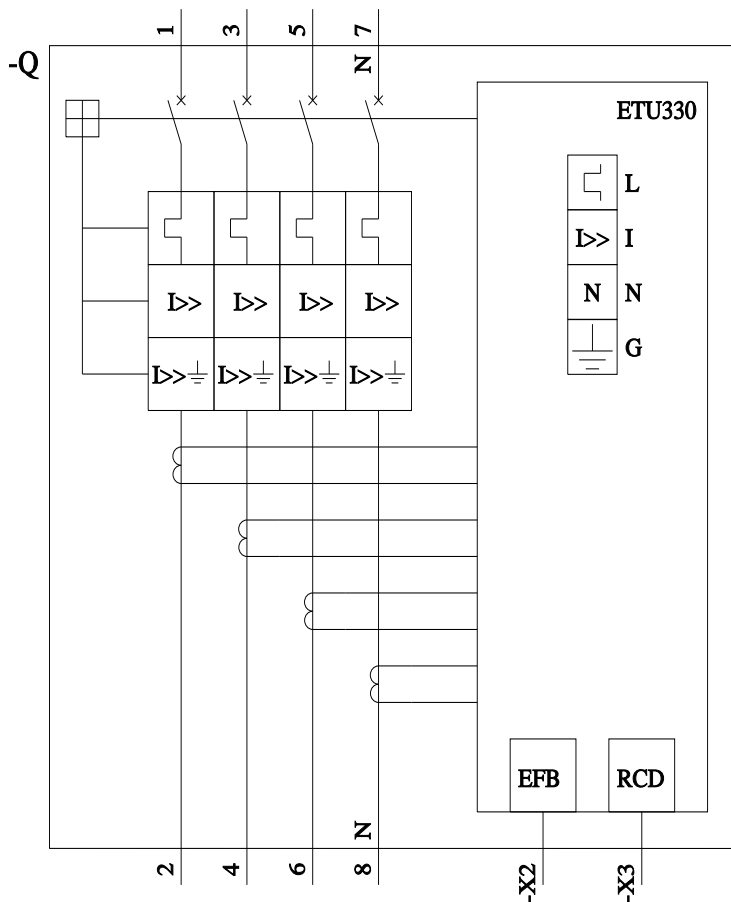 1 3 5 7
N
-Q
ETU330
L
I>> I
N N
G
I>> I>> I>> I>>
I>> I>> I>> I>>
EFB RCD
N
2 4 6 8
-X2 -X3